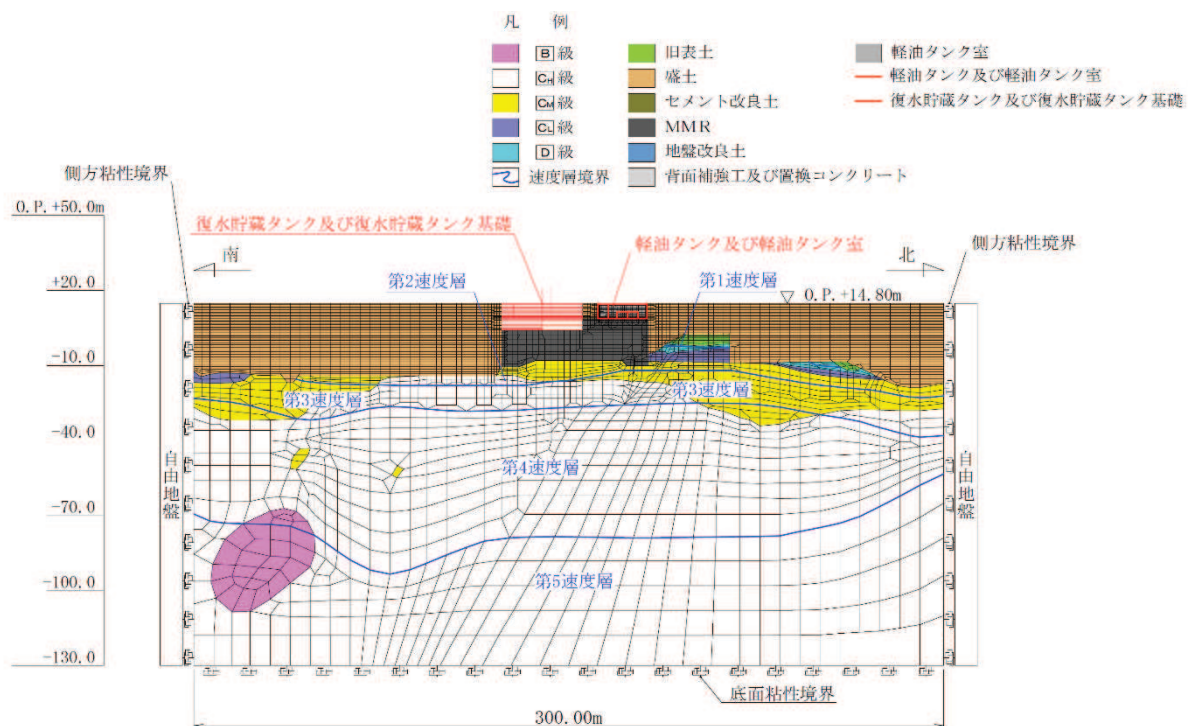 凡 例
B級
旧表土
軽油タンク室
CH級
盛土
軽油タンク及び軽油タンク室
CM級
セメント改良土
復水貯蔵タンク及び復水貯蔵タンク基礎
CL級
MMR
D級
地盤改良土
速度層境界
背面補強工及び置換コンクリート
側方粘性境界
O.P.+50.0m
復水貯蔵タンク及び復水貯蔵タンク基礎
軽油タンク及び軽油タンク室
側方粘性境界
南
北
第2速度層
第1速度層
+20.0
O.P.+14.80m
-10.0
第3速度層
第3速度層
-40.0
第4速度層
自由地盤
自由地盤
-70.0
第5速度層
-100.0
-130.0
底面粘性境界
300.00m